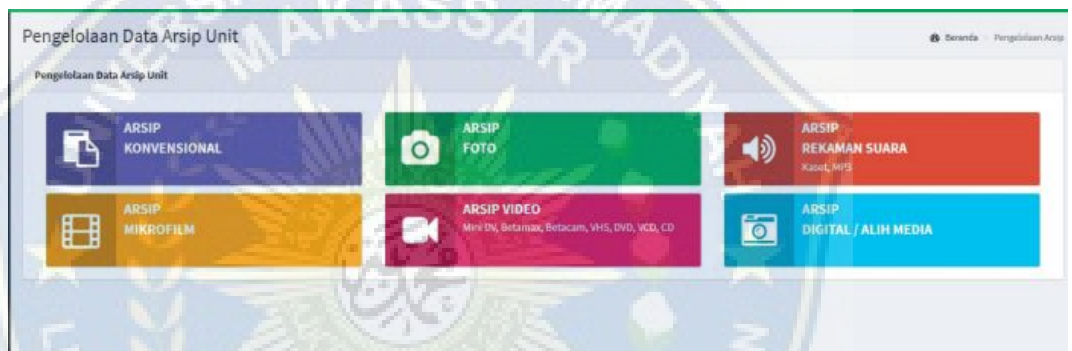 Pengelolaan Data Arsip Unit
Beranda
Pengelolaan Arsip
Pengelolaan Data Arsip Unit
ARSIP
KONVENSIONAL
ARSIP
FOTO
ARSIP
REKAMAN SUARA
Kaset, MP3
ARSIP
MIKROFILM
ARSIP VIDEO
Mini DV, Betamax, Betacam, VHS, DVD, VCD, CD
ARSIP
DIGITAL / ALIH MEDIA
MAKASSAR